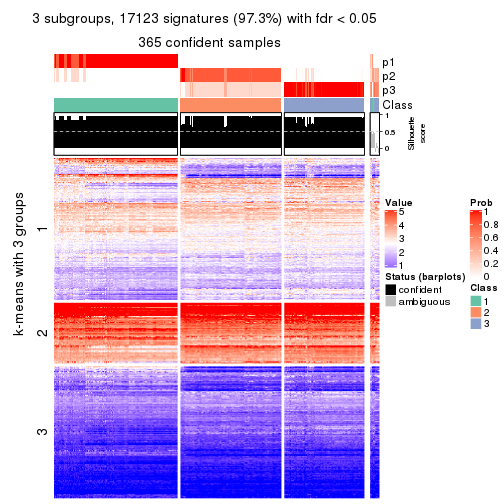 3 subgroups, 17123 signatures (97.3%) with fdr < 0.05
365 confident samples
p1
p2
p3
Class
1
0.5
0
Silhouette
score
k-means with 3 groups
1
2
3
Value
5
4
3
2
1
Status (barplots)
confident
ambiguous
Prob
1
0.8
0.6
0.4
0.2
0
Class
1
2
3